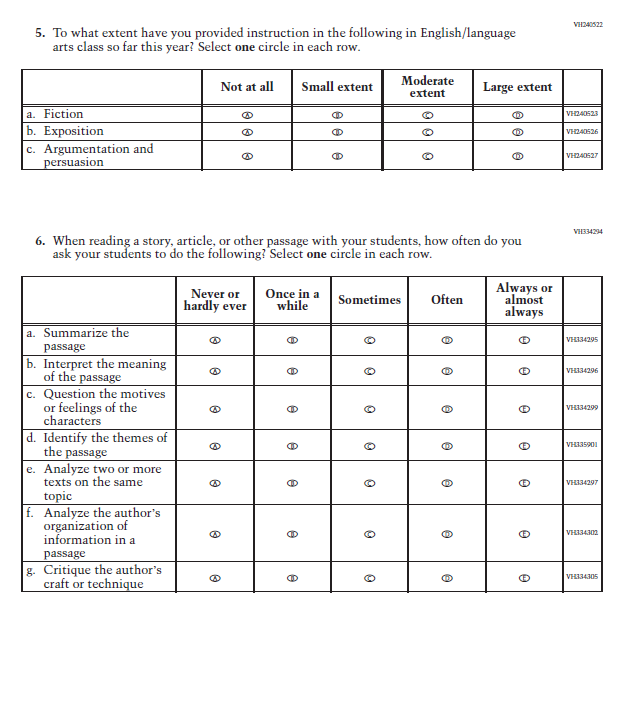 VH240522
5. To what extent have you provided instruction in the following in English/language
arts class so far this year? Select one circle in each row.
Not at all Small extent Moderate extent Large extent
a. Fiction Ⓐ Ⓑ Ⓒ Ⓓ VH240523
b. Exposition Ⓐ Ⓑ Ⓒ Ⓓ VH240526
c. Argumentation and
persuasion Ⓐ Ⓑ Ⓒ Ⓓ VH240527
VH334294
6. When reading a story, article, or other passage with your students, how often do you
ask your students to do the following? Select one circle in each row.
Never or hardly ever Once in a while Sometimes Often Always or almost always
a. Summarize the
passage Ⓐ Ⓑ Ⓒ Ⓓ Ⓔ VH334295
b. Interpret the meaning
of the passage Ⓐ Ⓑ Ⓒ Ⓓ Ⓔ VH334296
c. Question the motives
or feelings of the
characters Ⓐ Ⓑ Ⓒ Ⓓ Ⓔ VH334299
d. Identify the themes of
the passage Ⓐ Ⓑ Ⓒ Ⓓ Ⓔ VH335901
e. Analyze two or more
texts on the same
topic Ⓐ Ⓑ Ⓒ Ⓓ Ⓔ VH334297
f. Analyze the author's
organization of
information in a
passage Ⓐ Ⓑ Ⓒ Ⓓ Ⓔ VH334302
g. Critique the author's
craft or technique Ⓐ Ⓑ Ⓒ Ⓓ Ⓔ VH334305